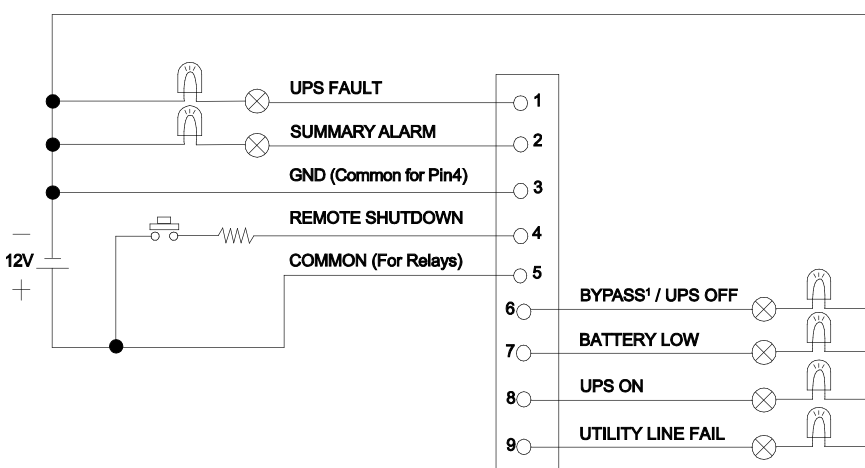 UPS FAULT
1
SUMMARY ALARM
2
GND (Common for Pin4)
3
REMOTE SHUTDOWN
4
COMMON (For Relays)
5
—
12V
+
6
BYPASS¹ / UPS OFF
7
BATTERY LOW
8
UPS ON
9
UTILITY LINE FAIL